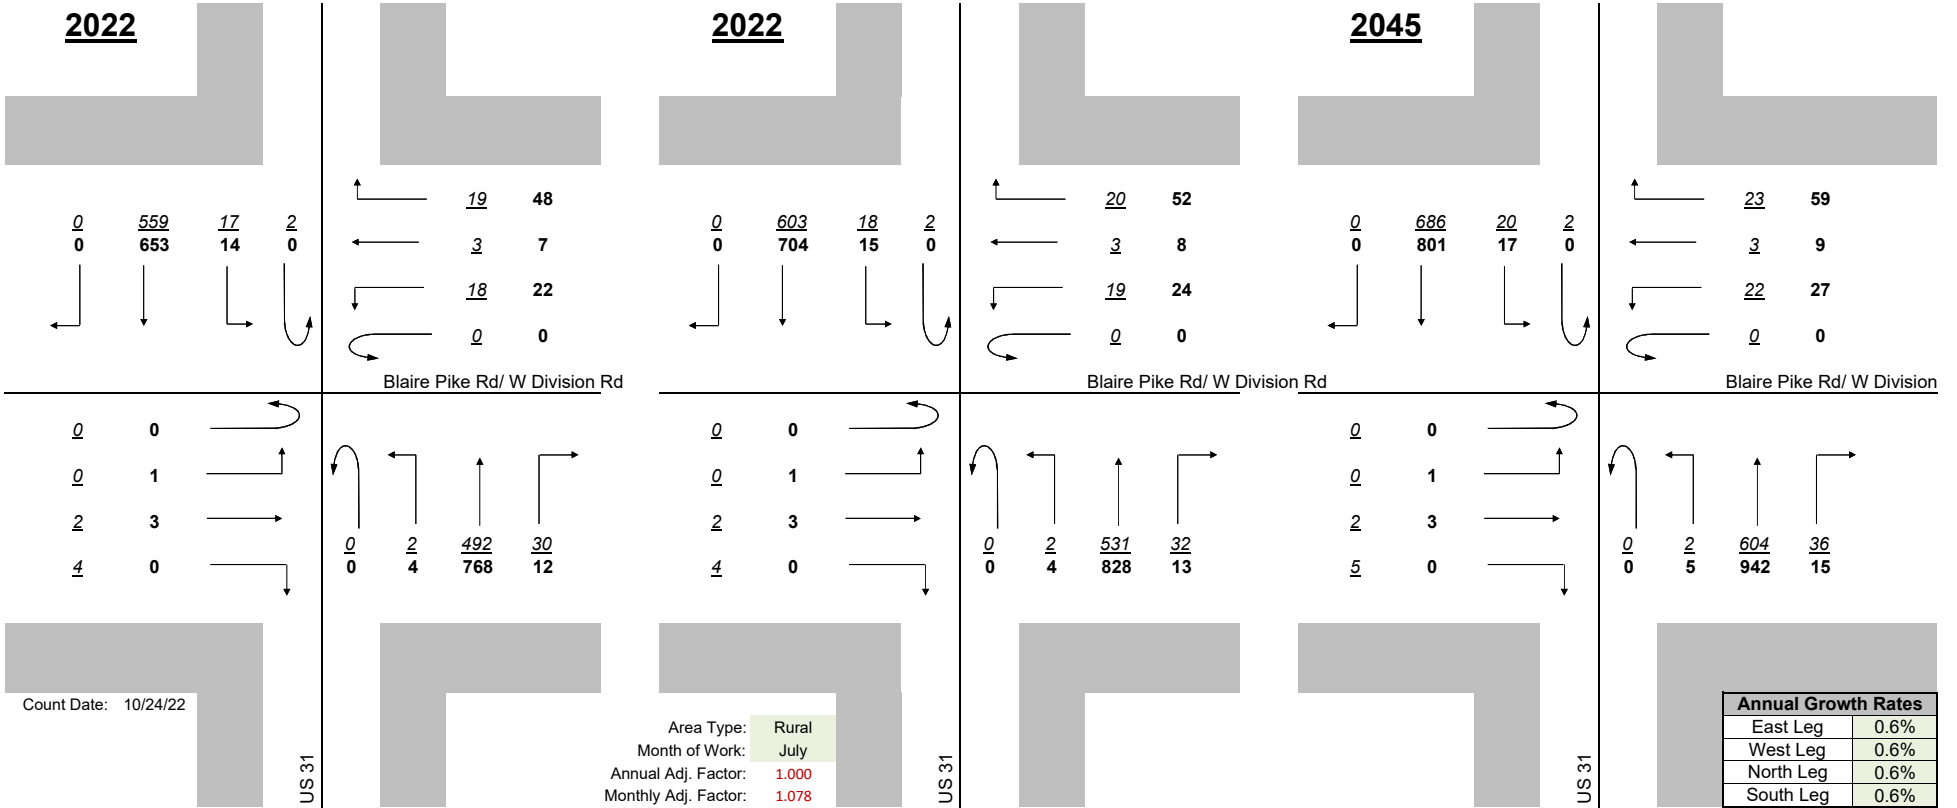 2022
0 559 17 2
0 653 14 0
19 48
3 7
18 22
0 0
Blaire Pike Rd/ W Division Rd
0 0
0 1
2 3
4 0
0 2 492 30
0 4 768 12
Count Date: 10/24/22
US 31
2022
0 603 18 2
0 704 15 0
20 52
3 8
19 24
0 0
Blaire Pike Rd/ W Division Rd
0 0
0 1
2 3
4 0
0 2 531 32
0 4 828 13
Area Type: Rural
Month of Work: July
Annual Adj. Factor: 1.000
Monthly Adj. Factor: 1.078
US 31
2045
0 686 20 2
0 801 17 0
23 59
3 9
22 27
0 0
Blaire Pike Rd/ W Division
0 0
0 1
2 3
5 0
0 2 604 36
0 5 942 15
US 31
Annual Growth Rates
East Leg 0.6%
West Leg 0.6%
North Leg 0.6%
South Leg 0.6%